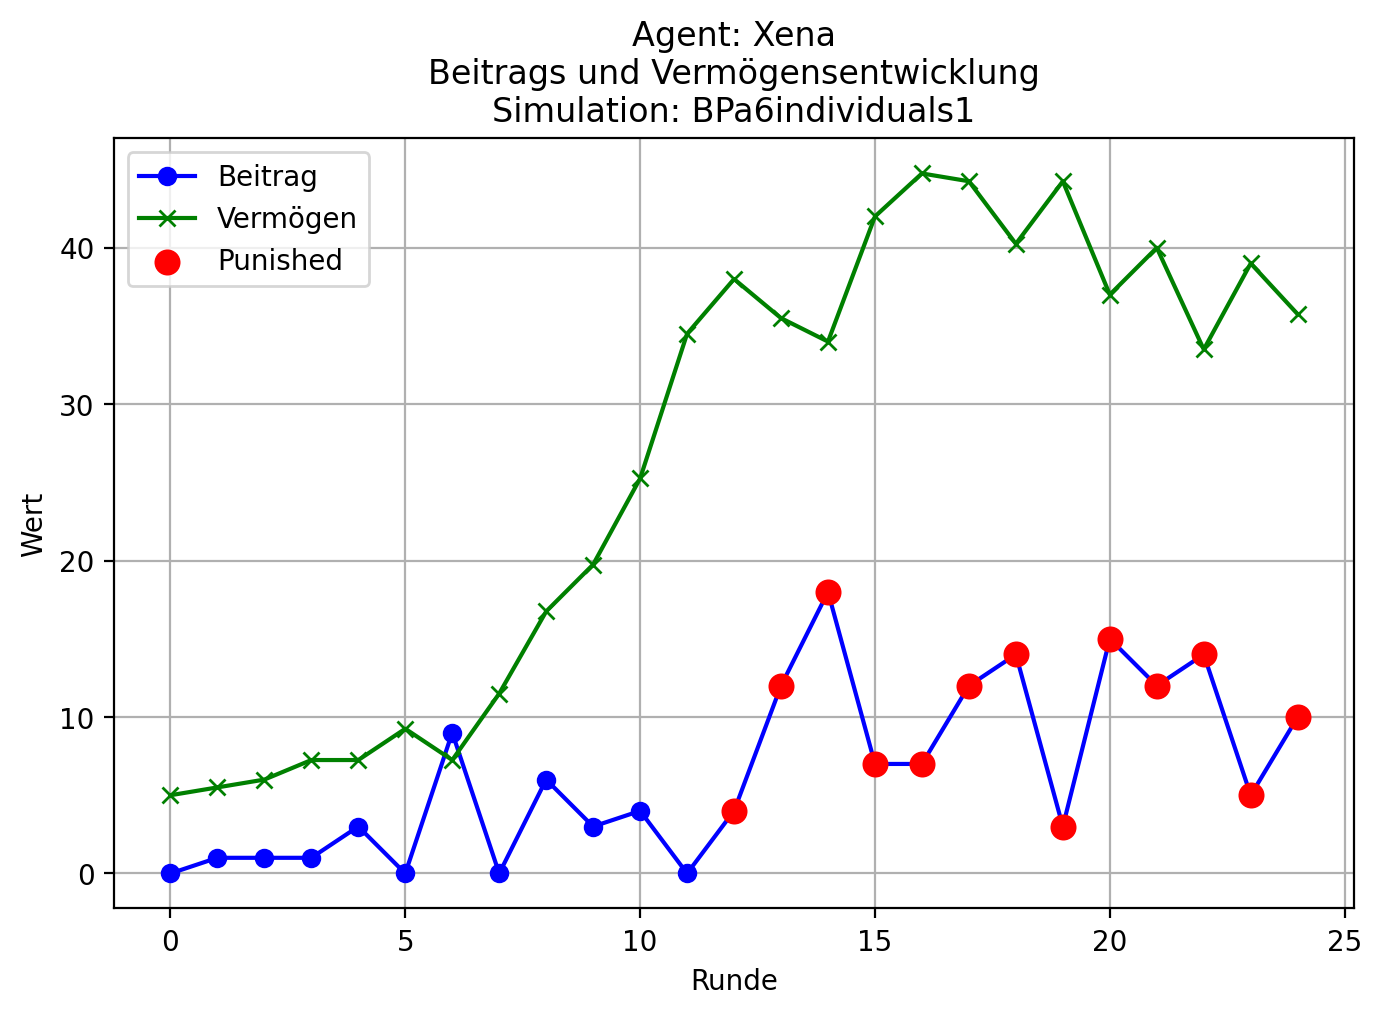 Agent: Xena
Beitrags und Vermögensentwicklung
Simulation: BPa6individuals1
Beitrag
Vermögen
Punished
40
30
20
10
0
Wert
0 5 10 15 20 25
Runde